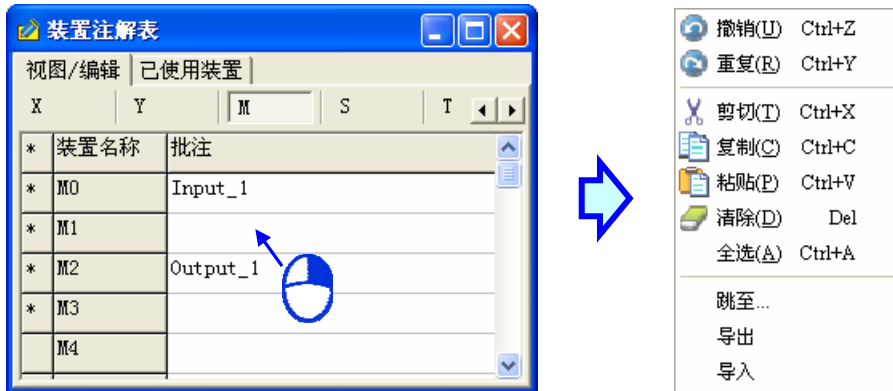 装置注解表
视图/编辑 已使用装置
X Y M S T
* 装置名称 批注
* M0 Input_1
* M1
* M2 Output_1
* M3
M4
撤销(U) Ctrl+Z
重复(R) Ctrl+Y
剪切(T) Ctrl+X
复制(C) Ctrl+C
粘贴(P) Ctrl+V
清除(D) Del
全选(A) Ctrl+A
跳至...
导出
导入